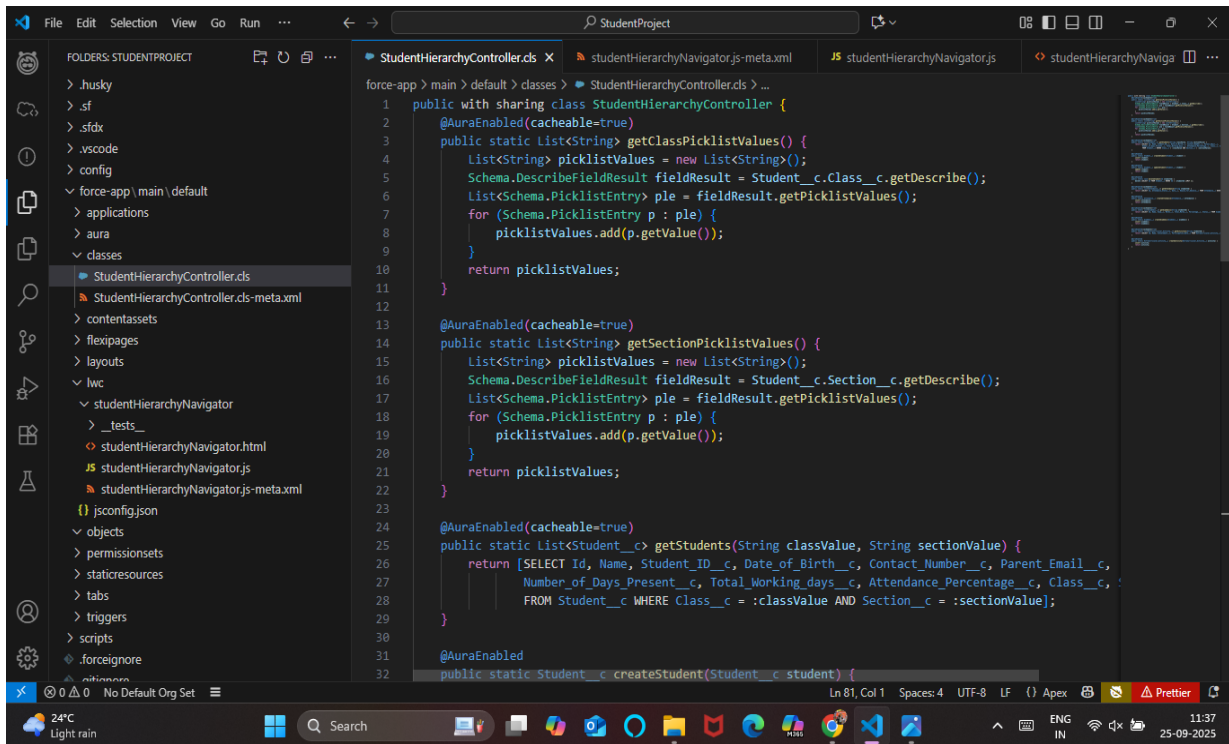 File Edit Selection View Go Run ···
StudentProject
FOLDERS: STUDENTPROJECT
.husky
.sf
.sfdx
.vscode
config
force-app\main\default
applications
aura
classes
StudentHierarchyController.cls
StudentHierarchyController.cls-meta.xml
contentassets
flexipages
layouts
lwc
studentHierarchyNavigator
__tests__
studentHierarchyNavigator.html
JS studentHierarchyNavigator.js
studentHierarchyNavigator.js-meta.xml
{} jsconfig.json
objects
permissionsets
staticresources
tabs
triggers
scripts
.forceignore
.gitignore
StudentHierarchyController.cls
studentHierarchyNavigator.js-meta.xml
JS studentHierarchyNavigator.js
<> studentHierarchyNaviga
force-app > main > default > classes > StudentHierarchyController.cls > ...
1 public with sharing class StudentHierarchyController {
2 @AuraEnabled(cacheable=true)
3 public static List<String> getClassPicklistValues() {
4 List<String> picklistValues = new List<String>();
5 Schema.DescribeFieldResult fieldResult = Student__c.Class__c.getDescribe();
6 List<Schema.PicklistEntry> ple = fieldResult.getPicklistValues();
7 for (Schema.PicklistEntry p : ple) {
8 picklistValues.add(p.getValue());
9 }
10 return picklistValues;
11 }
12
13 @AuraEnabled(cacheable=true)
14 public static List<String> getSectionPicklistValues() {
15 List<String> picklistValues = new List<String>();
16 Schema.DescribeFieldResult fieldResult = Student__c.Section__c.getDescribe();
17 List<Schema.PicklistEntry> ple = fieldResult.getPicklistValues();
18 for (Schema.PicklistEntry p : ple) {
19 picklistValues.add(p.getValue());
20 }
21 return picklistValues;
22 }
23
24 @AuraEnabled(cacheable=true)
25 public static List<Student__c> getStudents(String classValue, String sectionValue) {
26 return [SELECT Id, Name, Student_ID__c, Date_of_Birth__c, Contact_Number__c, Parent_Email__c,
27 Number_of_Days_Present__c, Total_Working_days__c, Attendance_Percentage__c, Class__c,
28 FROM Student__c WHERE Class__c = :classValue AND Section__c = :sectionValue];
29 }
30
31 @AuraEnabled
32 public static Student__c createStudent(Student__c student) {
0 0 No Default Org Set
Ln 81, Col 1 Spaces: 4 UTF-8 LF {} Apex Prettier
24°C
Light rain
Search
M365
ENG
IN
11:37
25-09-2025